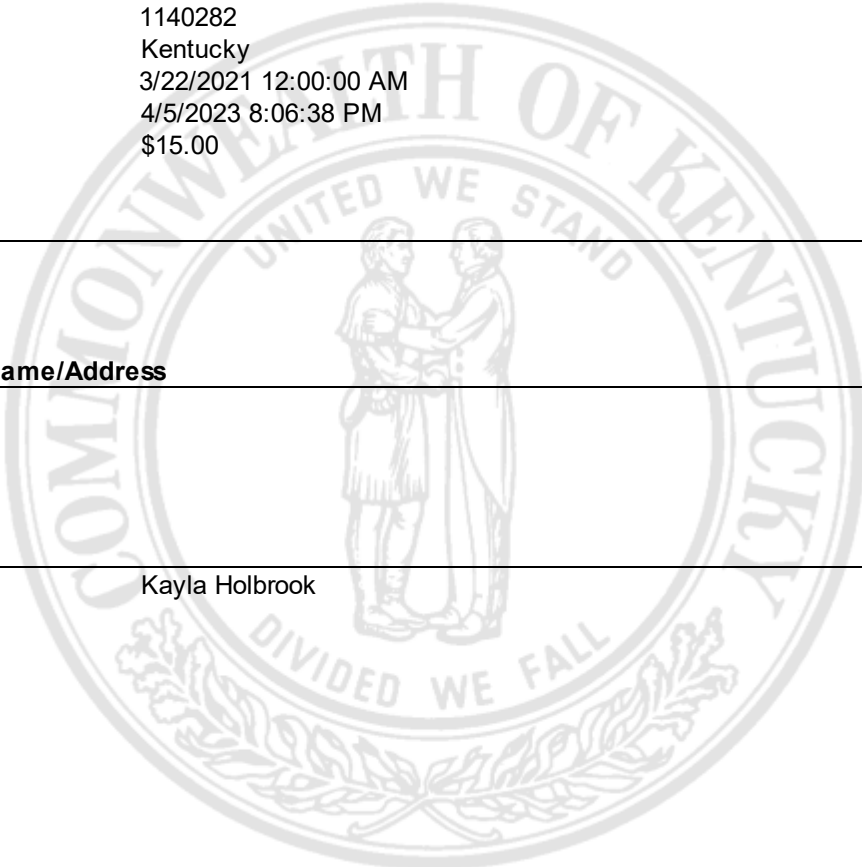 1140282
Kentucky
3/22/2021 12:00:00 AM
4/5/2023 8:06:38 PM
$15.00
COMMONWEALTH OF KENTUCKY
UNITED WE STAND
ame/Address
Kayla Holbrook
DIVIDED WE FALL